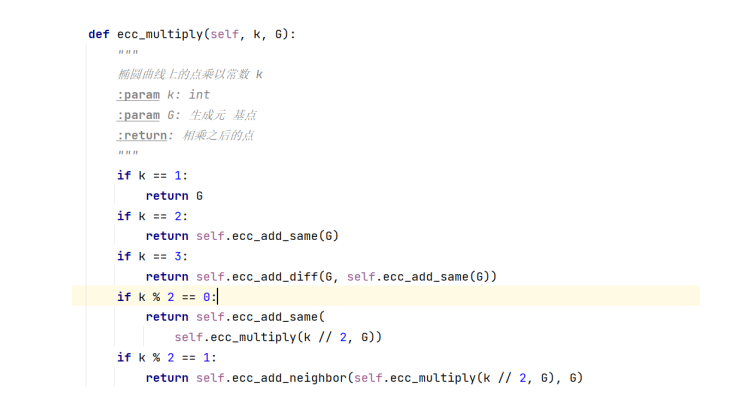 def ecc_multiply(self, k, G):
"""
椭圆曲线上的点乘以常数 k
:param k: int
:param G: 生成元 基点
:return: 相乘之后的点
"""
if k == 1:
return G
if k == 2:
return self.ecc_add_same(G)
if k == 3:
return self.ecc_add_diff(G, self.ecc_add_same(G))
if k % 2 == 0:
return self.ecc_add_same(
self.ecc_multiply(k // 2, G))
if k % 2 == 1:
return self.ecc_add_neighbor(self.ecc_multiply(k // 2, G), G)